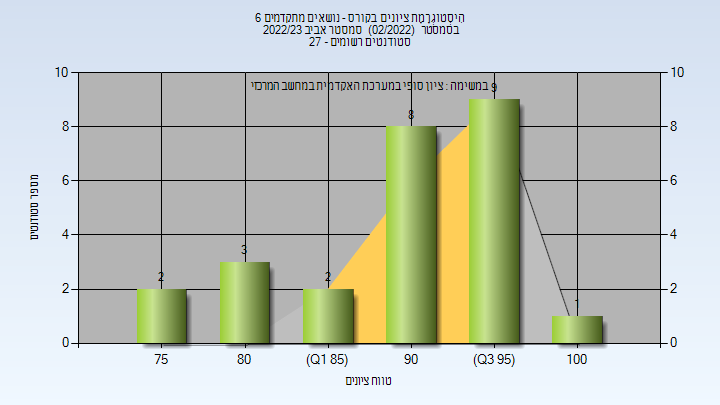 הִיסְטוֹגְרָמַת ציונים בקורס - נושאים מתקדמים 6
בסמסטר (02/2022) סמסטר אביב 2022/23
סטודנטים רשומים - 27
במשימה : ציון סופי במערכת האקדמית במחשב המרכזי
מספר סטודנטים
10
8
6
4
2
0
10
8
6
4
2
0
2
3
2
8
9
1
75
80
(Q1 85)
90
(Q3 95)
100
טווח ציונים